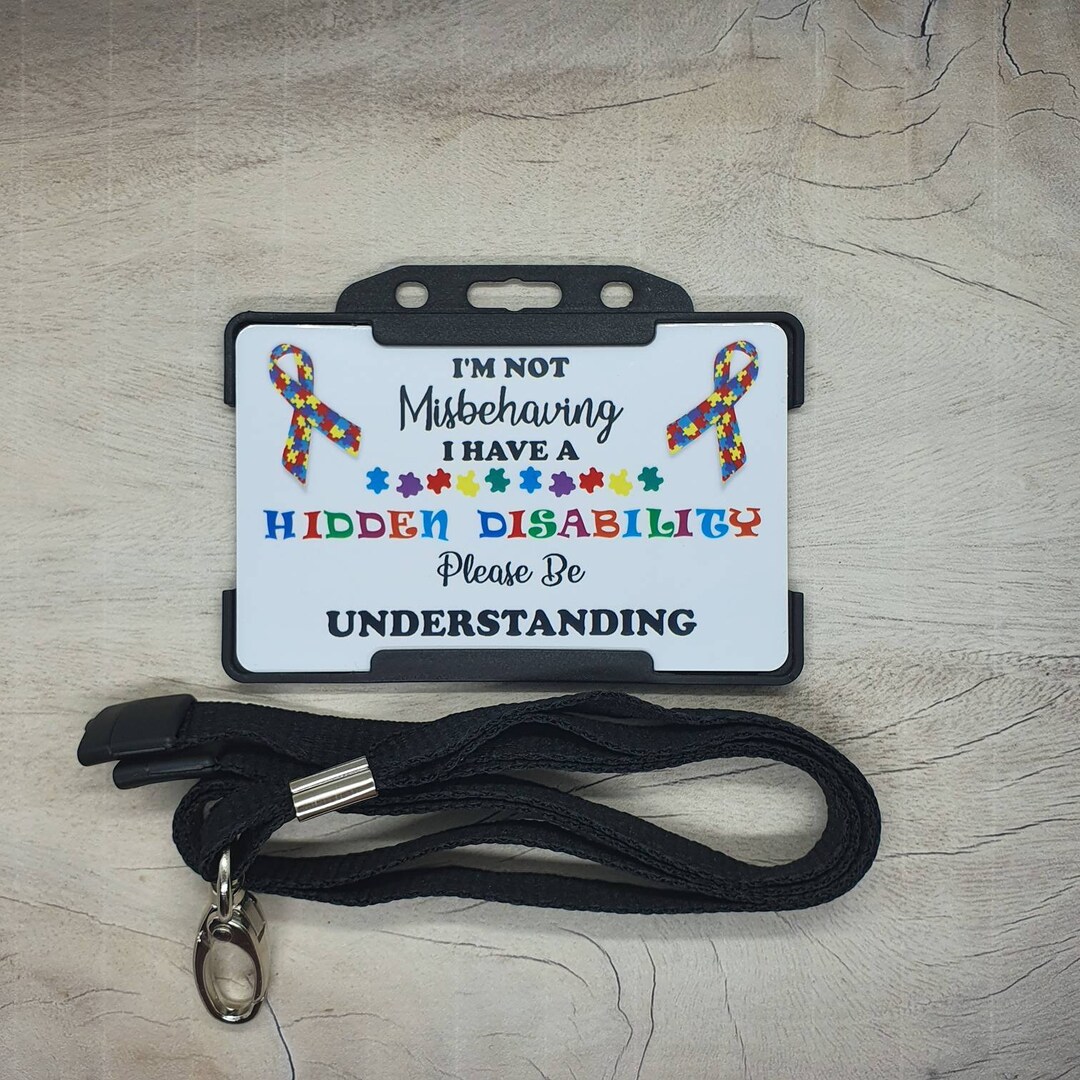 I'M NOT
Misbehaving
I HAVE A
HIDDEN DISABILITY
Please Be
UNDERSTANDING